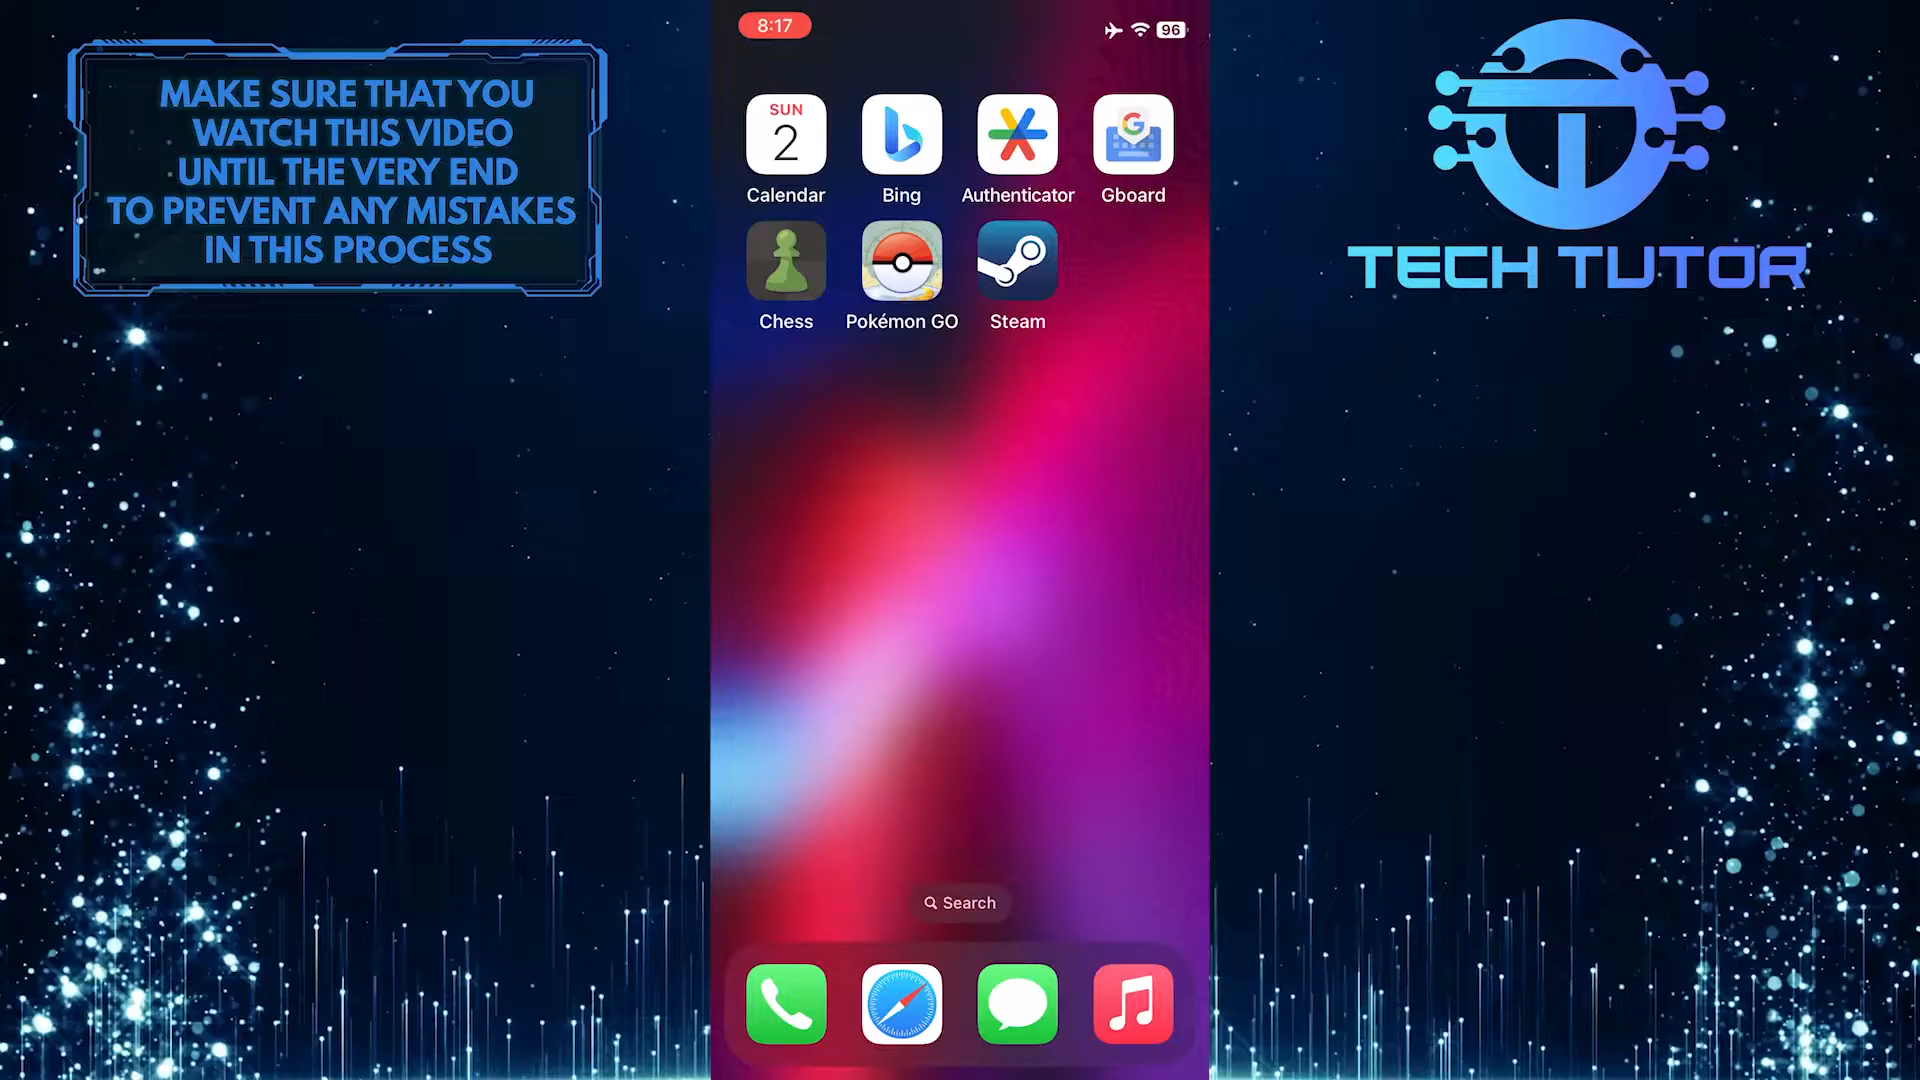 MAKE SURE THAT YOU
WATCH THIS VIDEO
UNTIL THE VERY END
TO PREVENT ANY MISTAKES
IN THIS PROCESS
8:17
96
TECH TUTOR
SUN
2
Calendar
Bing
Authenticator
G
Gboard
Chess
Pokémon GO
Steam
Search